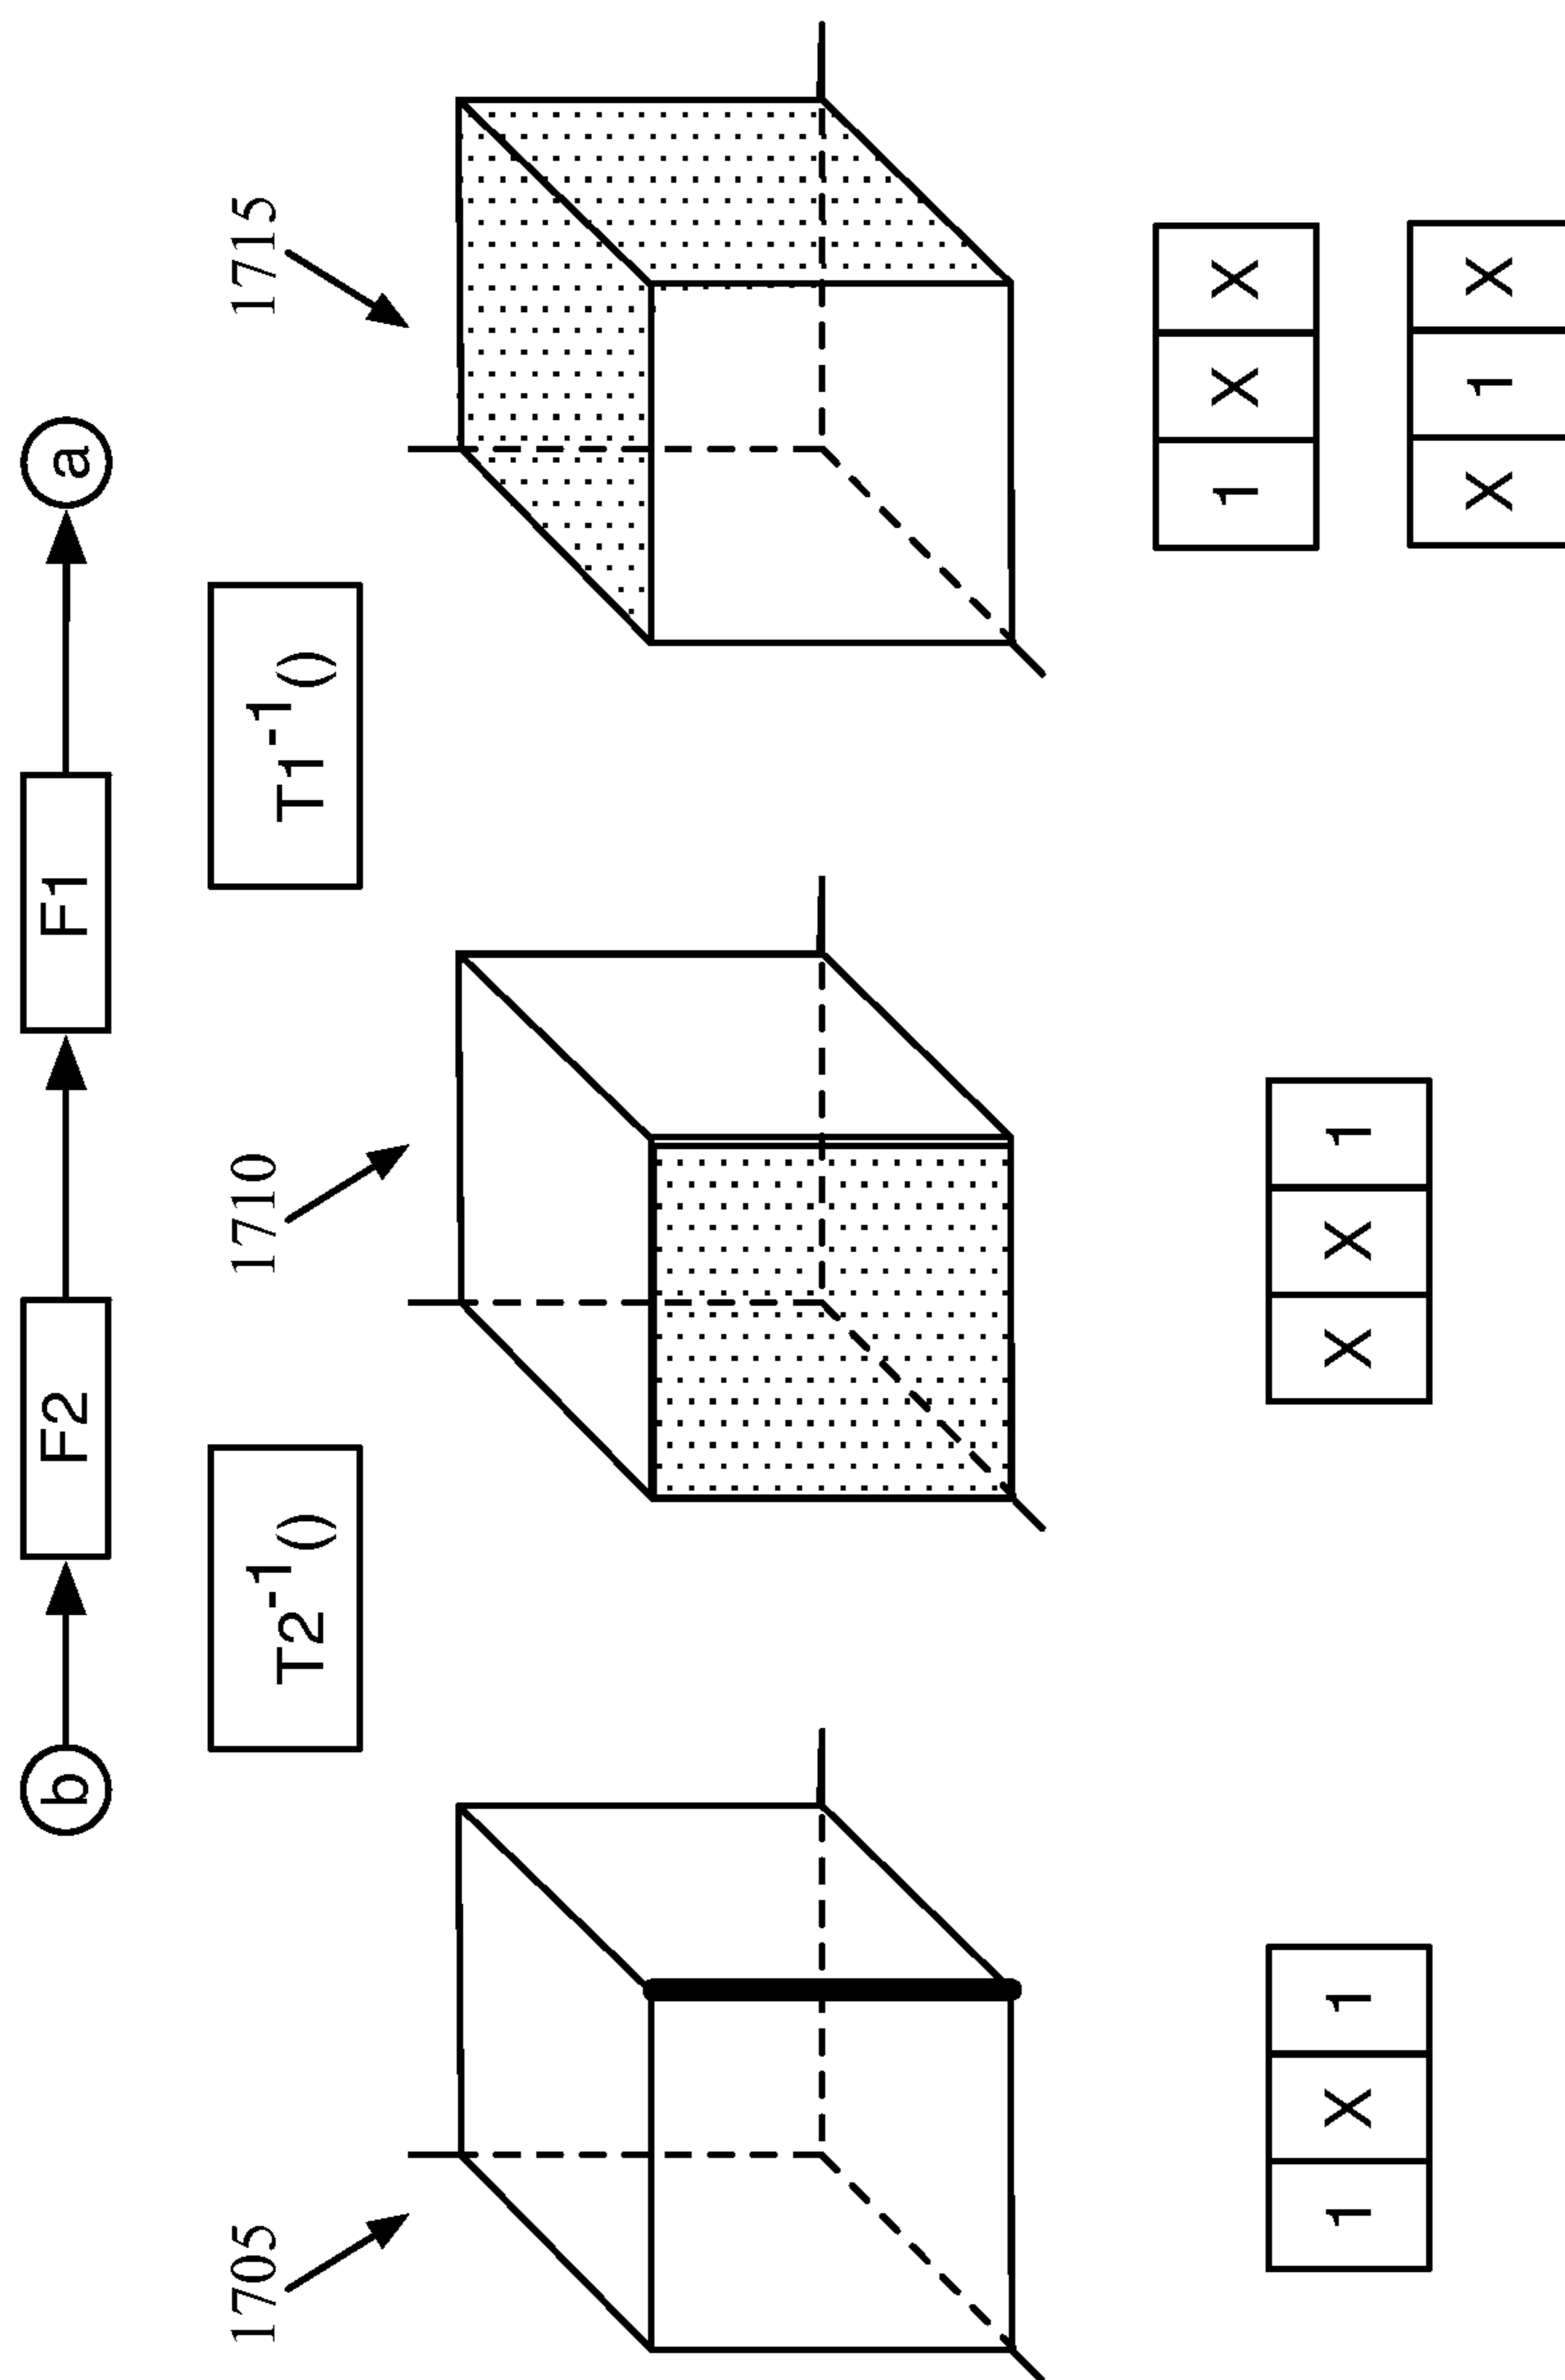 b F2 F1 a
T2-1() T1-1()
1705 1710 1715
1 X X
1 X 1 X X 1
X 1 X